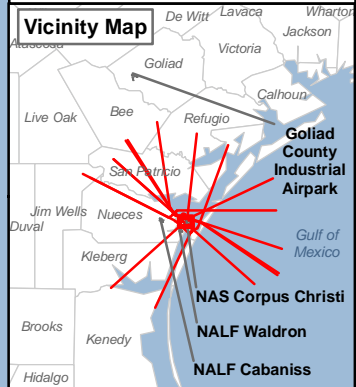 Vicinity Map
De Witt
Lavaca
Wharton
Jackson
Atascosa
Goliad
Victoria
Calhoun
Live Oak
Bee
Refugio
Goliad
County
Industrial
Airpark
San Patricio
Jim Wells
Nueces
Duval
Gulf of
Mexico
Kleberg
NAS Corpus Christi
NALF Waldron
Brooks
Kenedy
NALF Cabaniss
Hidalgo